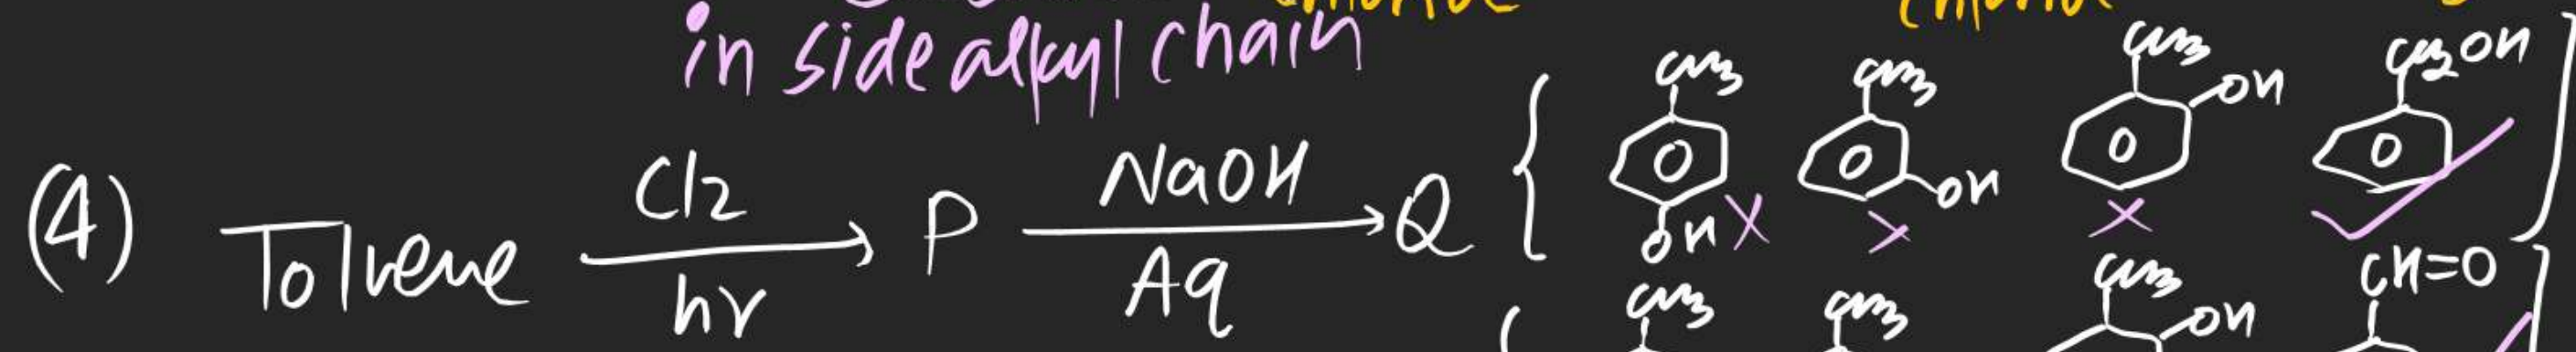 in side alkyl chain
CH3 CH3 CH3 OH CH2OH
(4) Toluene Cl2 hν P NaOH Aq Q { OH X OH X X ✓
CH3 CH3 CH3 OH CH=O